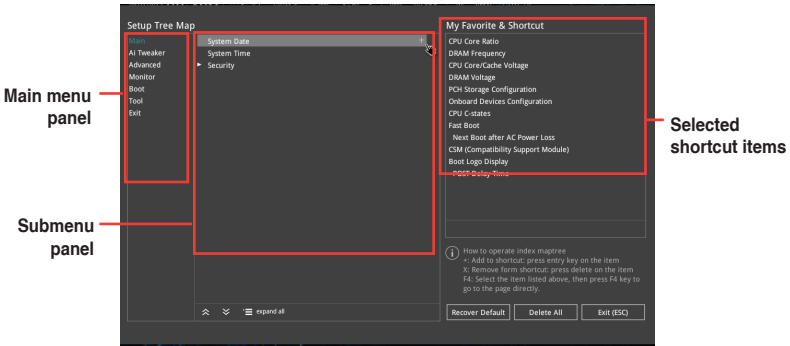 Setup Tree Map
My Favorite & Shortcut
Main
Ai Tweaker
Advanced
Monitor
Boot
Tool
Exit
System Date +
System Time
Security
CPU Core Ratio
DRAM Frequency
CPU Core/Cache Voltage
DRAM Voltage
PCH Storage Configuration
Onboard Devices Configuration
CPU C-states
Fast Boot
Next Boot after AC Power Loss
CSM (Compatibility Support Module)
Boot Logo Display
POST Delay Time
Main menu
panel
Selected
shortcut items
Submenu
panel
How to operate index maptree
+: Add to shortcut: press entry key on the item
X: Remove form shortcut: press delete on the item
F4: Select the item listed above, then press F4 key to
go to the page directly.
expand all
Recover Default
Delete All
Exit (ESC)